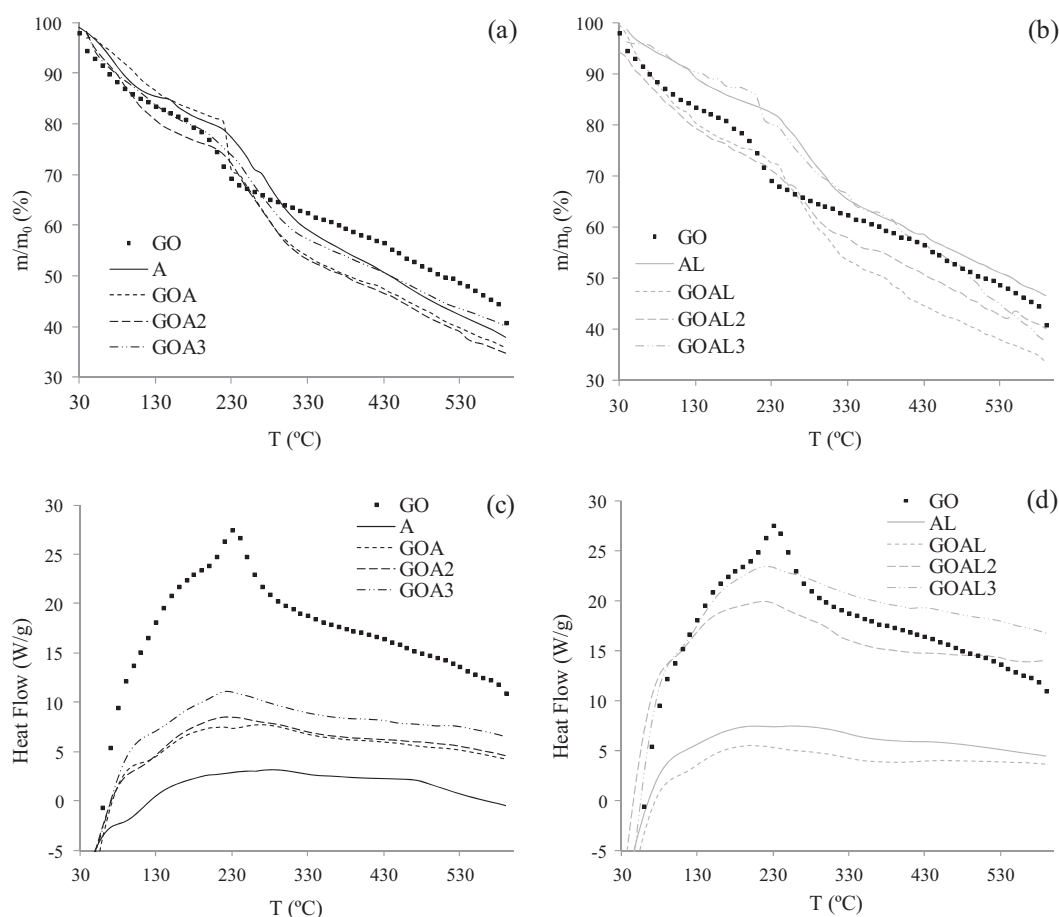 (a)
100
90
80
70
60
50
40
30
m/m₀ (%)
GO
A
GOA
GOA2
GOA3
30 130 230 330 430 530
T (ºC)
(b)
100
90
80
70
60
50
40
30
m/m₀ (%)
GO
AL
GOAL
GOAL2
GOAL3
30 130 230 330 430 530
T (ºC)
(c)
30
25
20
15
10
5
0
-5
Heat Flow (W/g)
GO
A
GOA
GOA2
GOA3
30 130 230 330 430 530
T (ºC)
(d)
30
25
20
15
10
5
0
-5
Heat Flow (W/g)
GO
AL
GOAL
GOAL2
GOAL3
30 130 230 330 430 530
T (ºC)